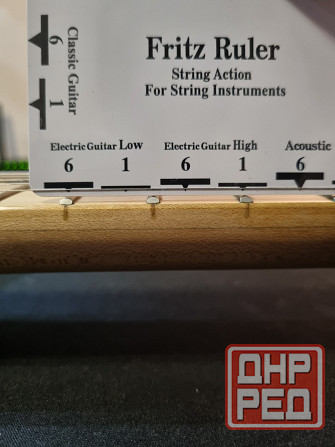 Fritz Ruler
String Action
For String Instruments
Classic Guitar
6 1
Electric Guitar Low
6 1
Electric Guitar High
6 1
Acoustic
6
ДНР
РЕД